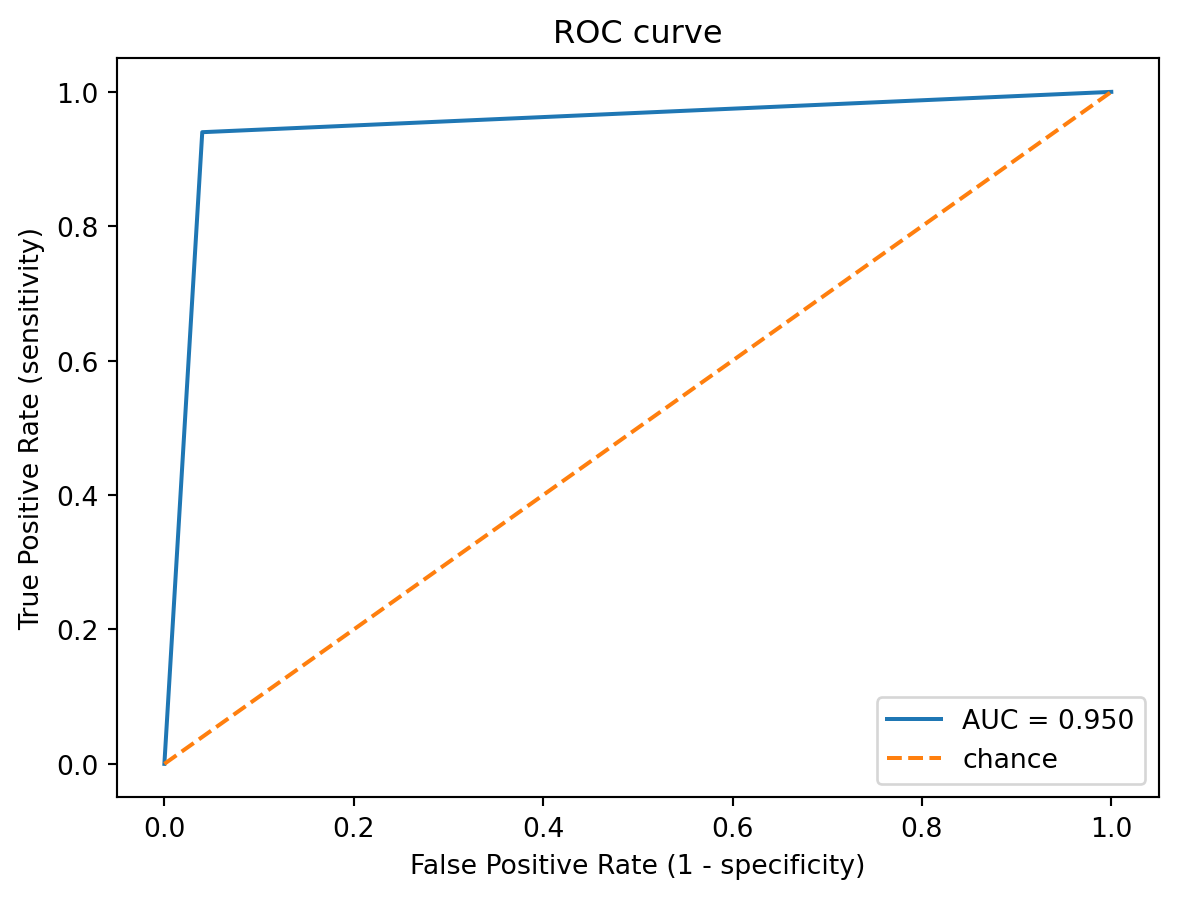 ROC curve
1.0
0.8
0.6
0.4
0.2
0.0
True Positive Rate (sensitivity)
AUC = 0.950
chance
0.0 0.2 0.4 0.6 0.8 1.0
False Positive Rate (1 - specificity)